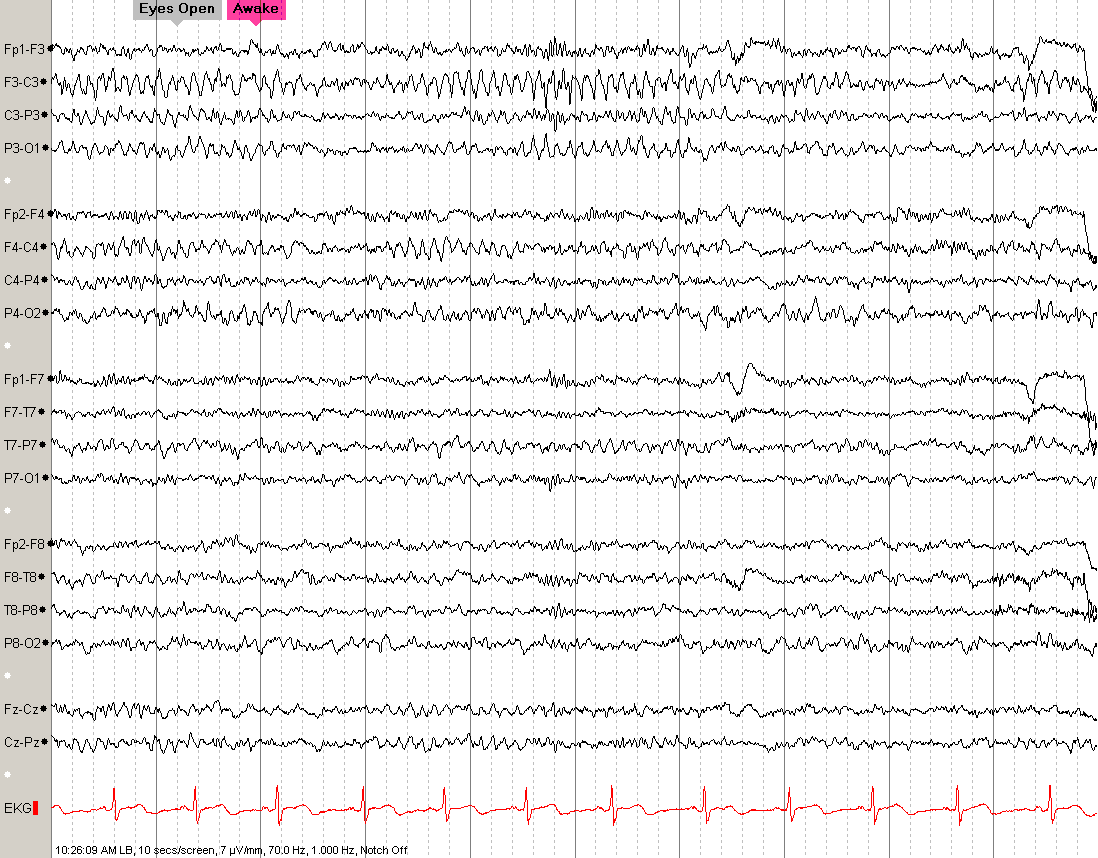 Eyes Open Awake
Fp1-F3
F3-C3
C3-P3
P3-O1
Fp2-F4
F4-C4
C4-P4
P4-O2
Fp1-F7
F7-T7
T7-P7
P7-O1
Fp2-F8
F8-T8
T8-P8
P8-O2
Fz-Cz
Cz-Pz
EKG
10:26:09 AM LB, 10 secs/screen, 7 µV/mm, 70.0 Hz, 1.000 Hz, Notch Off